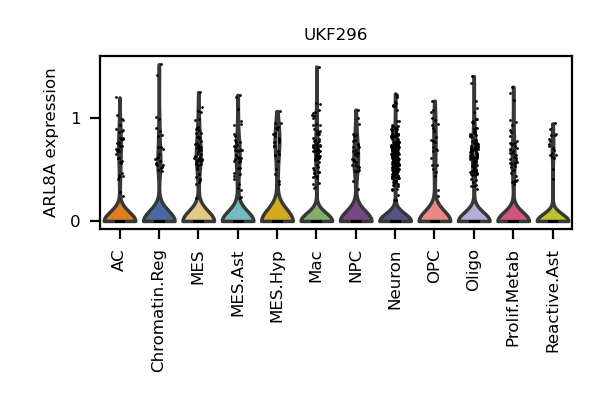 UKF296
ARL8A expression
1
0
AC
Chromatin.Reg
MES
MES.Ast
MES.Hyp
Mac
NPC
Neuron
OPC
Oligo
Prolif.Metab
Reactive.Ast